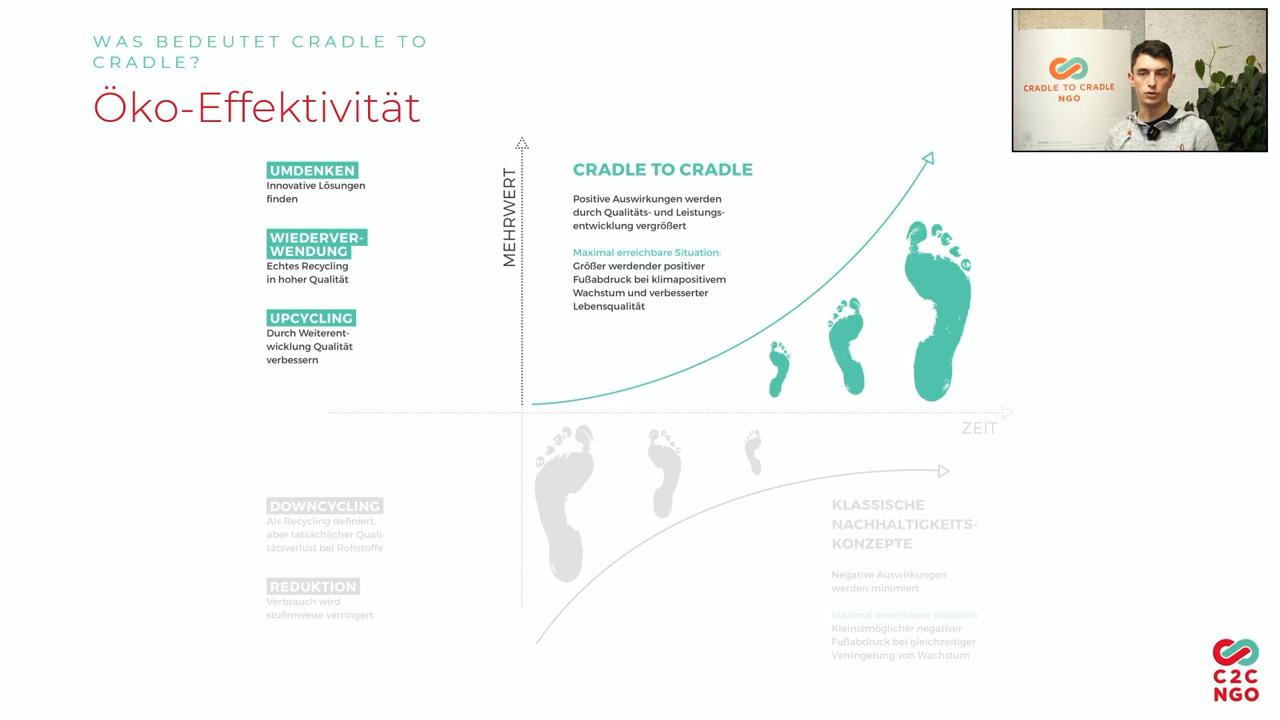 WAS BEDEUTET CRADLE TO
CRADLE?
Öko-Effektivität
UMDENKEN
Innovative Lösungen
finden
WIEDERVER-
WENDUNG
Echtes Recycling
in hoher Qualität
UPCYCLING
Durch Weiterent-
wicklung Qualität
verbessern
MEHRWERT
CRADLE TO CRADLE
Positive Auswirkungen werden
durch Qualitäts- und Leistungs-
entwicklung vergrößert
Maximal erreichbare Situation:
Größer werdender positiver
Fußabdruck bei klimapositivem
Wachstum und verbesserter
Lebensqualität
ZEIT
DOWNCYCLING
Als Recycling definiert,
aber tatsächlicher Quali-
tätsverlust bei Rohstoffe
REDUKTION
Verbrauch wird
stufenweise verringert
KLASSISCHE
NACHHALTIGKEITS-
KONZEPTE
Negative Auswirkungen
werden minimiert
Maximal erreichbare Situation:
Kleinstmöglicher negativer
Fußabdruck bei gleichzeitiger
Verringerung von Wachstum
CRADLE TO CRADLE
NGO
C2C
NGO